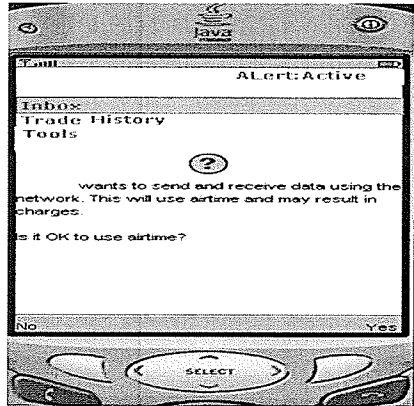 Java
ALert:Active
Inbox
Trade History
Tools
?
wants to send and receive data using the
network. This will use airtime and may result in
charges.
Is it OK to use airtime?
No Yes
SELECT